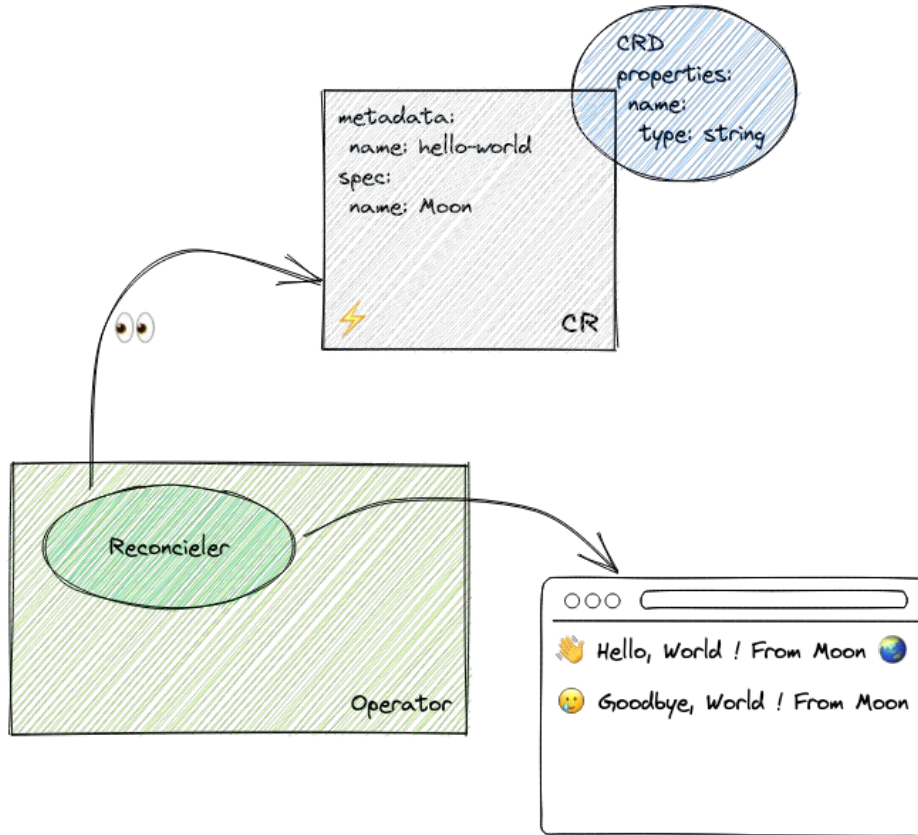 CRD
properties:
name:
type: string
metadata:
name: hello-world
spec:
name: Moon
CR
Reconcieler
Operator
👋 Hello, World ! From Moon 🌏
🥲 Goodbye, World ! From Moon